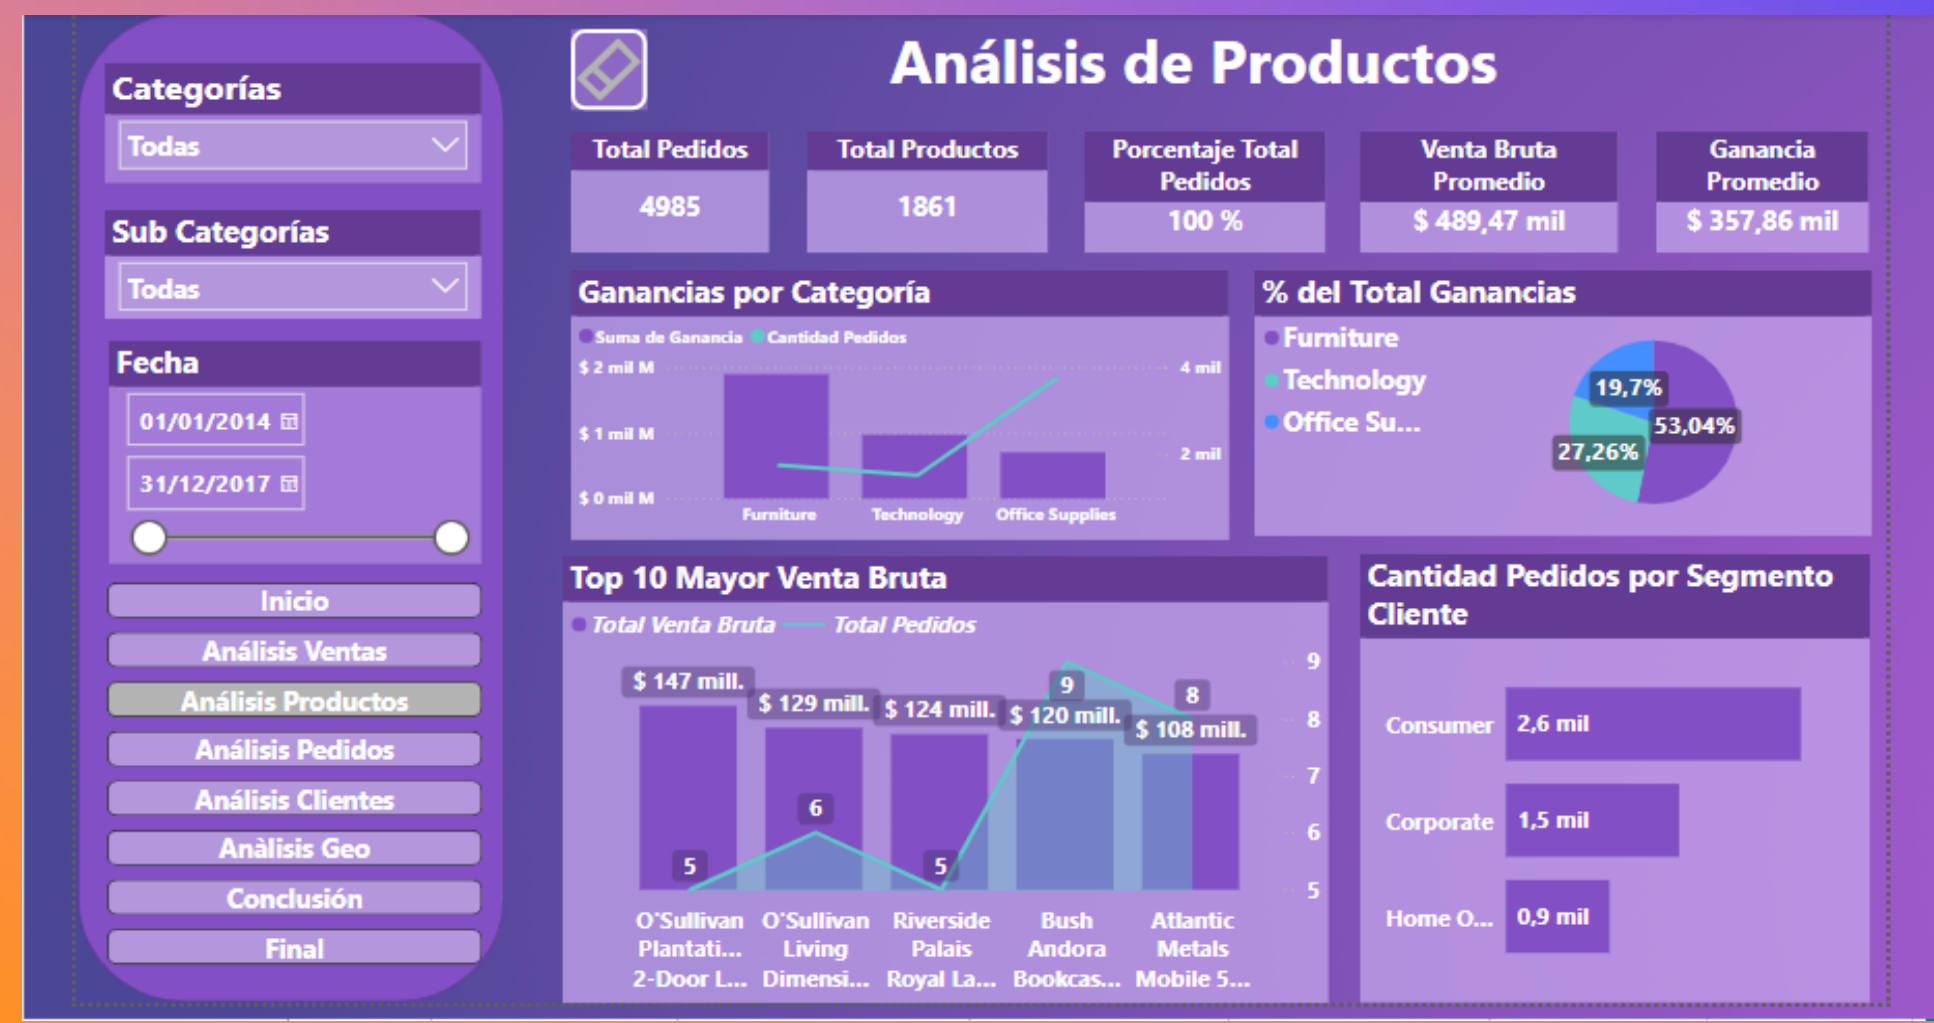 Categorías
Todas
Sub Categorías
Todas
Fecha
01/01/2014
31/12/2017
Inicio
Análisis Ventas
Análisis Productos
Análisis Pedidos
Análisis Clientes
Anàlisis Geo
Conclusión
Final
Análisis de Productos
Total Pedidos
4985
Total Productos
1861
Porcentaje Total
Pedidos
100 %
Venta Bruta
Promedio
$ 489,47 mil
Ganancia
Promedio
$ 357,86 mil
Ganancias por Categoría
Suma de Ganancia Cantidad Pedidos
$ 2 mil M
$ 1 mil M
$ 0 mil M
4 mil
2 mil
Furniture Technology Office Supplies
% del Total Ganancias
Furniture
Technology
Office Su...
19,7%
53,04%
27,26%
Top 10 Mayor Venta Bruta
Total Venta Bruta Total Pedidos
$ 147 mill.
$ 129 mill.
$ 124 mill.
$ 120 mill.
$ 108 mill.
5
6
5
9
8
9
8
7
6
5
O'Sullivan
Plantati...
2-Door L...
O'Sullivan
Living
Dimensi...
Riverside
Palais
Royal La...
Bush
Andora
Bookcas...
Atlantic
Metals
Mobile 5...
Cantidad Pedidos por Segmento
Cliente
Consumer 2,6 mil
Corporate 1,5 mil
Home O... 0,9 mil